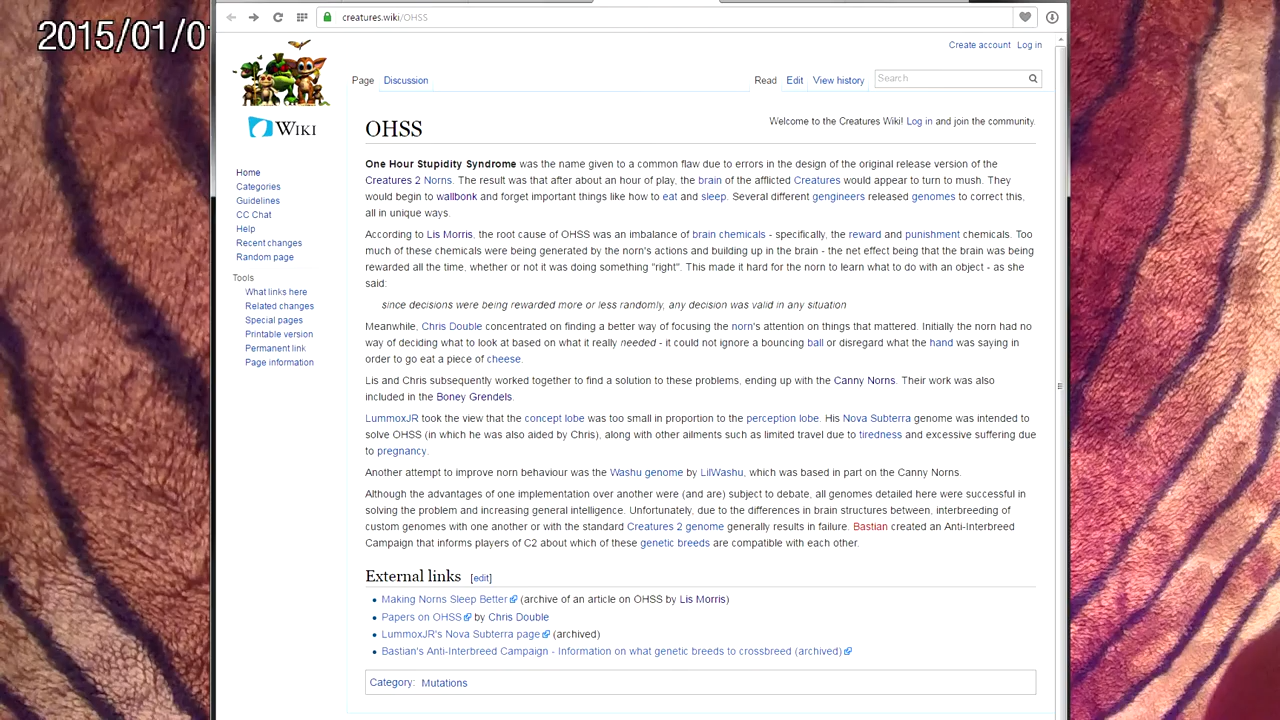 2015/01/0
creatures.wiki/OHSS
Create account Log in
Page Discussion Read Edit View history Search
WIKI
OHSS
Welcome to the Creatures Wiki! Log in and join the community.
Home
Categories
Guidelines
CC Chat
Help
Recent changes
Random page
Tools
What links here
Related changes
Special pages
Printable version
Permanent link
Page information
One Hour Stupidity Syndrome was the name given to a common flaw due to errors in the design of the original release version of the
Creatures 2 Norns. The result was that after about an hour of play, the brain of the afflicted Creatures would appear to turn to mush. They
would begin to wallbonk and forget important things like how to eat and sleep. Several different gengineers released genomes to correct this,
all in unique ways.
According to Lis Morris, the root cause of OHSS was an imbalance of brain chemicals - specifically, the reward and punishment chemicals. Too
much of these chemicals were being generated by the norn's actions and building up in the brain - the net effect being that the brain was being
rewarded all the time, whether or not it was doing something "right". This made it hard for the norn to learn what to do with an object - as she
said:
since decisions were being rewarded more or less randomly, any decision was valid in any situation
Meanwhile, Chris Double concentrated on finding a better way of focusing the norn's attention on things that mattered. Initially the norn had no
way of deciding what to look at based on what it really needed - it could not ignore a bouncing ball or disregard what the hand was saying in
order to go eat a piece of cheese.
Lis and Chris subsequently worked together to find a solution to these problems, ending up with the Canny Norns. Their work was also
included in the Boney Grendels.
LummoxJR took the view that the concept lobe was too small in proportion to the perception lobe. His Nova Subterra genome was intended to
solve OHSS (in which he was also aided by Chris), along with other ailments such as limited travel due to tiredness and excessive suffering due
to pregnancy.
Another attempt to improve norn behaviour was the Washu genome by LilWashu, which was based in part on the Canny Norns.
Although the advantages of one implementation over another were (and are) subject to debate, all genomes detailed here were successful in
solving the problem and increasing general intelligence. Unfortunately, due to the differences in brain structures between, interbreeding of
custom genomes with one another or with the standard Creatures 2 genome generally results in failure. Bastian created an Anti-Interbreed
Campaign that informs players of C2 about which of these genetic breeds are compatible with each other.
External links [edit]
Making Norns Sleep Better (archive of an article on OHSS by Lis Morris)
Papers on OHSS by Chris Double
LummoxJR's Nova Subterra page (archived)
Bastian's Anti-Interbreed Campaign - Information on what genetic breeds to crossbreed (archived)
Category: Mutations